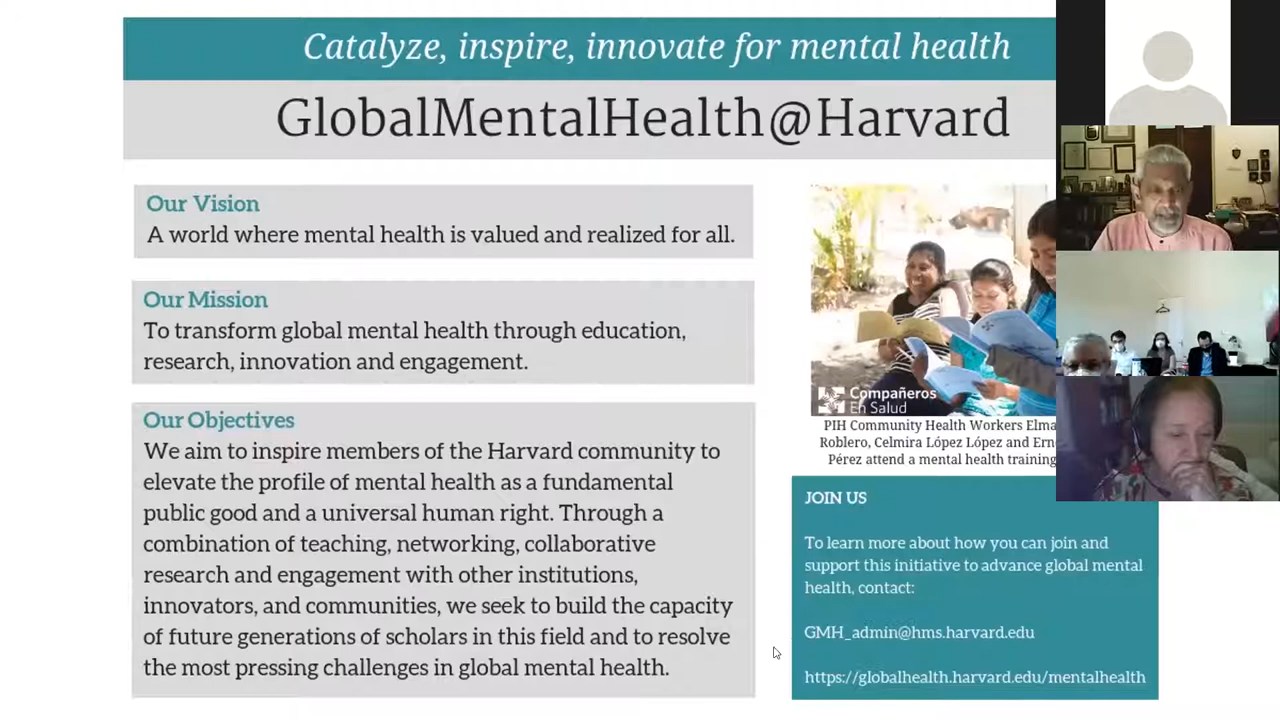 Catalyze, inspire, innovate for mental health
GlobalMentalHealth@Harvard
Our Vision
A world where mental health is valued and realized for all.
Our Mission
To transform global mental health through education,
research, innovation and engagement.
Our Objectives
We aim to inspire members of the Harvard community to
elevate the profile of mental health as a fundamental
public good and a universal human right. Through a
combination of teaching, networking, collaborative
research and engagement with other institutions,
innovators, and communities, we seek to build the capacity
of future generations of scholars in this field and to resolve
the most pressing challenges in global mental health.
Compañeros
En Salud
PIH Community Health Workers Elma
Roblero, Celmira López López and
Pérez attend a mental health training
JOIN US
To learn more about how you can join and
support this initiative to advance global mental
health, contact:
GMH_admin@hms.harvard.edu
https://globalhealth.harvard.edu/mentalhealth